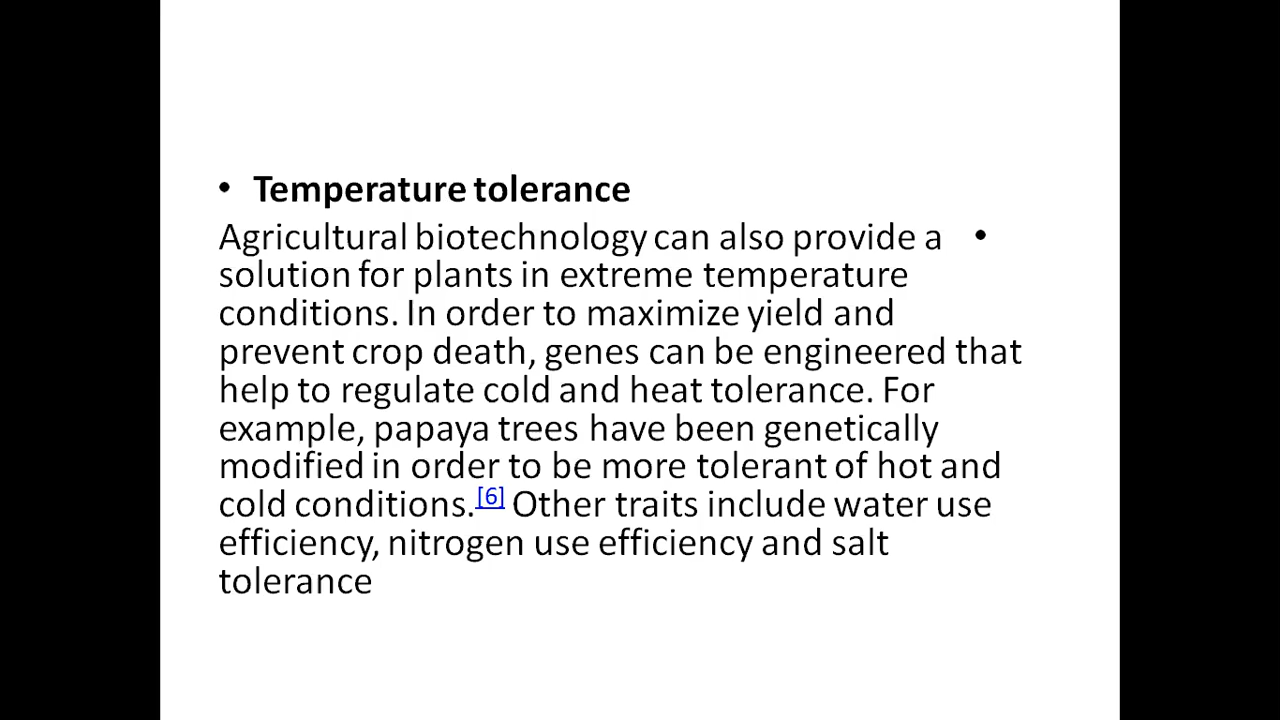 • Temperature tolerance
Agricultural biotechnology can also provide a •
solution for plants in extreme temperature
conditions. In order to maximize yield and
prevent crop death, genes can be engineered that
help to regulate cold and heat tolerance. For
example, papaya trees have been genetically
modified in order to be more tolerant of hot and
cold conditions.[6] Other traits include water use
efficiency, nitrogen use efficiency and salt
tolerance